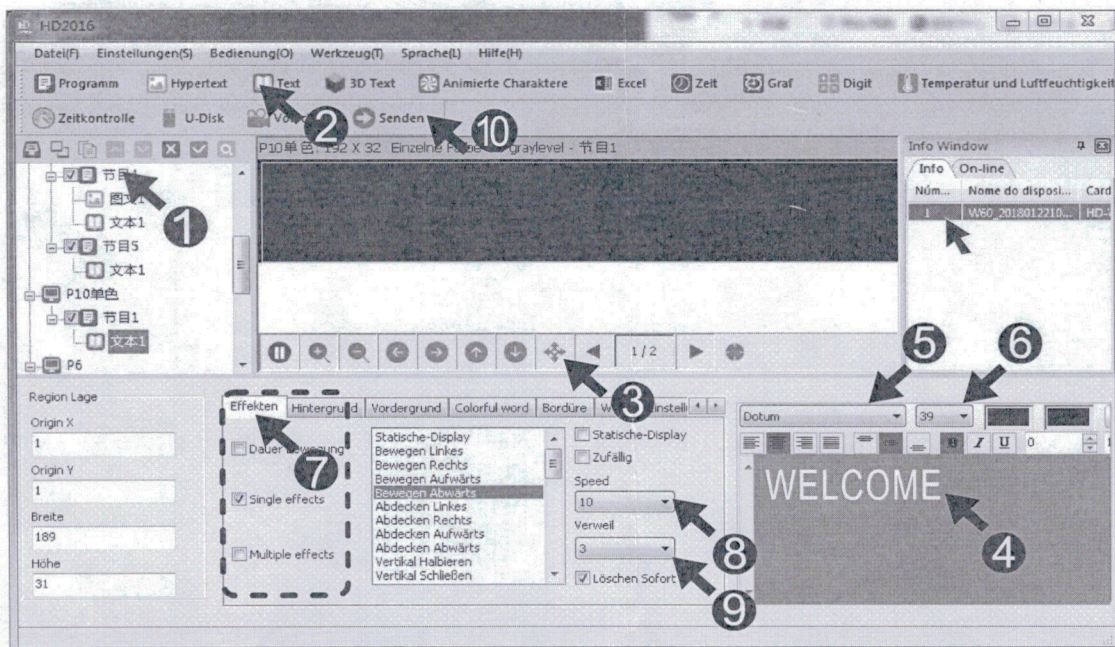 HD2016
Datei(F) Einstellungen(S) Bedienung(O) Werkzeug(T) Sprache(L) Hilfe(H)
Programm Hypertext Text 3D Text Animierte Charaktere Excel Zeit Graf Digit Temperatur und Luftfeuchtigkeit
Zeitkontrolle U-Disk Senden
2 10
P10单色: 192 X 32 Einzelne graylevel - 节目1
Info Window
Info On-line
Núm... Nome do disposi... Card
1 W60_2018012210... HD-
节目
1
文本1
节目5
文本1
P10单色
节目1
文本1
P6
1/2
3 5 6
Region Lage
Origin X
1
Origin Y
1
Breite
189
Höhe
31
Effekten Hintergrund Vordergrund Colorful word Bordüre
7
Dauer Bewegung
Single effects
Multiple effects
Statische-Display
Bewegen Linkes
Bewegen Rechts
Bewegen Aufwärts
Bewegen Abwärts
Abdecken Linkes
Abdecken Rechts
Abdecken Aufwärts
Abdecken Abwärts
Vertikal Halbieren
Vertikal Schließen
Statische-Display
Zufällig
Speed
10
Verweil
3
Löschen Sofort
8
9
Dotum 39
B I U 0
WELCOME
4